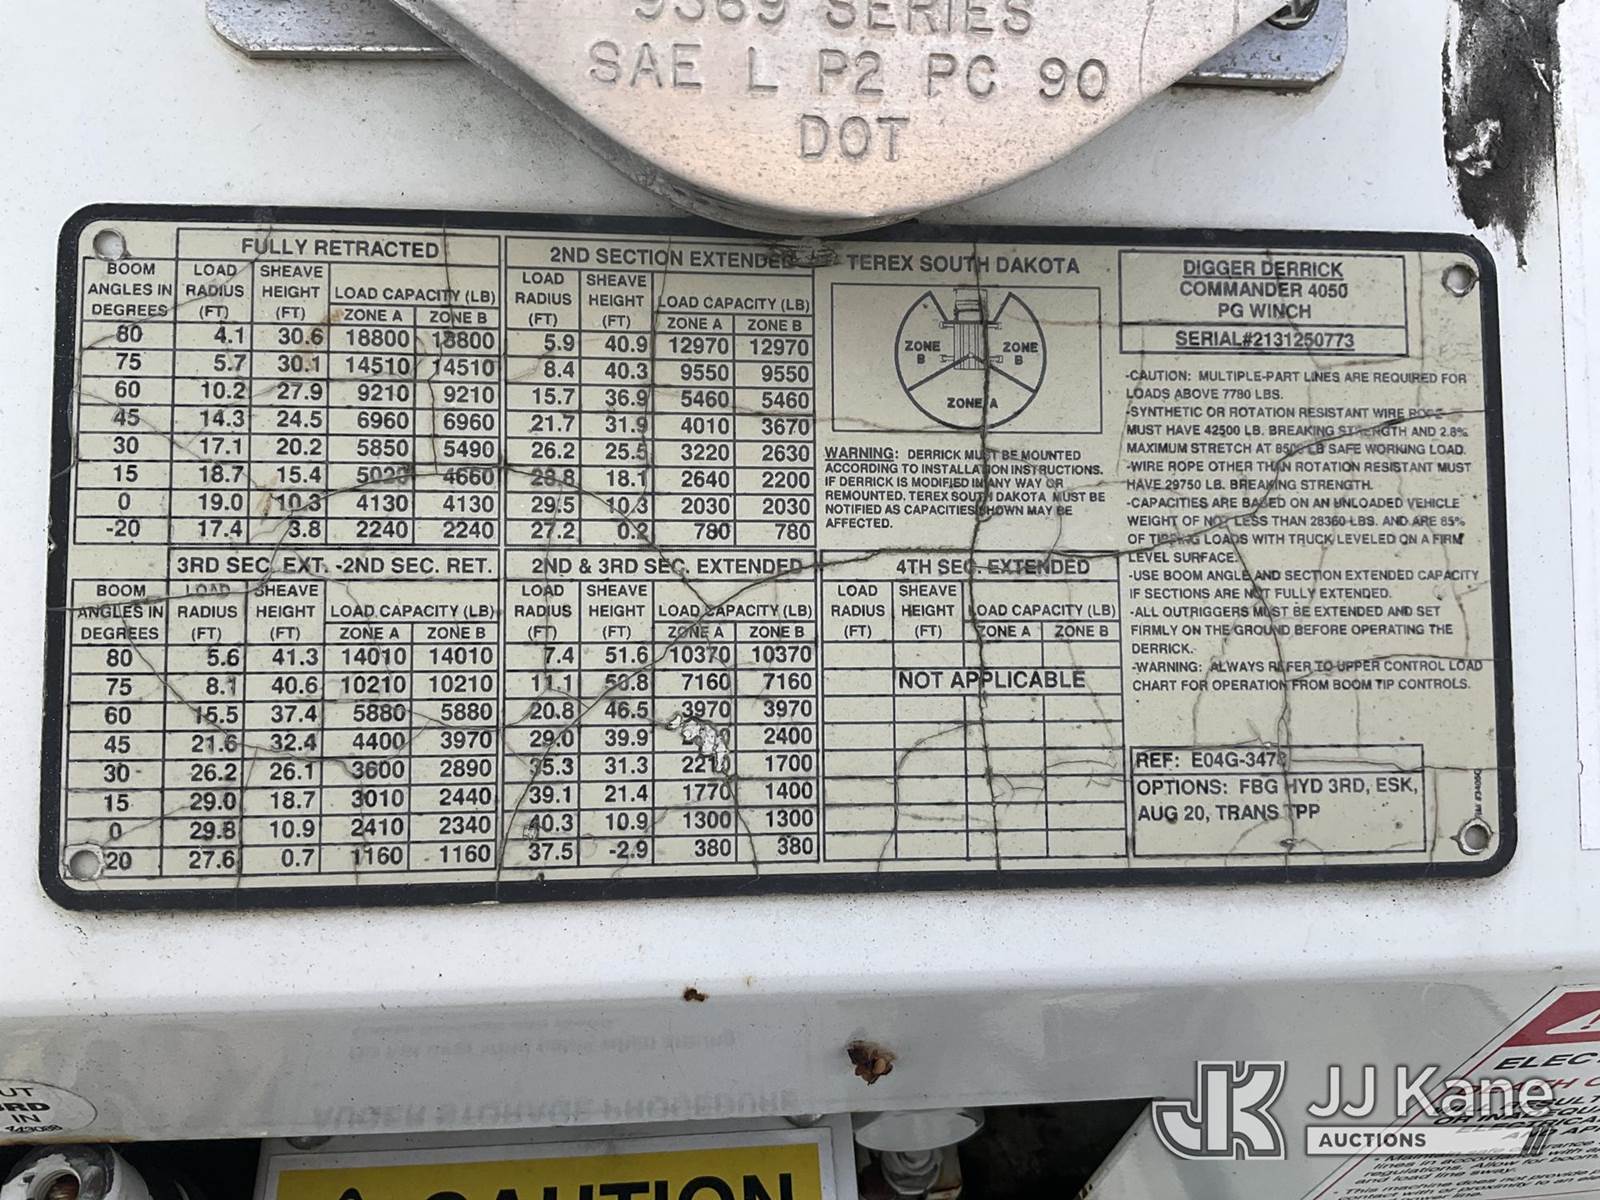 9369 SERIES
SAE L P2 PC 90
DOT
FULLY RETRACTED
BOOM ANGLES IN DEGREES LOAD RADIUS (FT) SHEAVE HEIGHT (FT) LOAD CAPACITY (LB) ZONE A ZONE B
80 4.1 30.6 18800 18800
75 5.7 30.1 14510 14510
60 10.2 27.9 9210 9210
45 14.3 24.5 6960 6960
30 17.1 20.2 5850 5490
15 18.7 15.4 5020 4660
0 19.0 10.3 4130 4130
-20 17.4 3.8 2240 2240
2ND SECTION EXTENDED
LOAD RADIUS (FT) SHEAVE HEIGHT (FT) LOAD CAPACITY (LB) ZONE A ZONE B
5.9 40.9 12970 12970
8.4 40.3 9550 9550
15.7 36.9 5460 5460
21.7 31.9 4010 3670
26.2 25.5 3220 2630
28.8 18.1 2640 2200
29.5 10.3 2030 2030
27.2 0.2 780 780
TEREX SOUTH DAKOTA
ZONE B
ZONE B
ZONE A
WARNING: DERRICK MUST BE MOUNTED
ACCORDING TO INSTALLATION INSTRUCTIONS.
IF DERRICK IS MODIFIED IN ANY WAY OR
REMOUNTED. TEREX SOUTH DAKOTA MUST BE
NOTIFIED AS CAPACITIES SHOWN MAY BE
AFFECTED.
DIGGER DERRICK
COMMANDER 4050
PG WINCH
SERIAL#2131250773
-CAUTION: MULTIPLE-PART LINES ARE REQUIRED FOR
LOADS ABOVE 7780 LBS.
-SYNTHETIC OR ROTATION RESISTANT WIRE ROPE
MUST HAVE 42500 LB. BREAKING STRENGTH AND 2.8%
MAXIMUM STRETCH AT 8500 LB SAFE WORKING LOAD.
-WIRE ROPE OTHER THAN ROTATION RESISTANT MUST
HAVE 29750 LB. BREAKING STRENGTH.
-CAPACITIES ARE BASED ON AN UNLOADED VEHICLE
WEIGHT OF NOT LESS THAN 28360 LBS. AND ARE 85%
OF TIPPING LOADS WITH TRUCK LEVELED ON A FIRM
LEVEL SURFACE.
-USE BOOM ANGLE AND SECTION EXTENDED CAPACITY
IF SECTIONS ARE NOT FULLY EXTENDED.
-ALL OUTRIGGERS MUST BE EXTENDED AND SET
FIRMLY ON THE GROUND BEFORE OPERATING THE
DERRICK.
-WARNING: ALWAYS REFER TO UPPER CONTROL LOAD
CHART FOR OPERATION FROM BOOM TIP CONTROLS.
3RD SEC. EXT. -2ND SEC. RET.
BOOM ANGLES IN DEGREES LOAD RADIUS (FT) SHEAVE HEIGHT (FT) LOAD CAPACITY (LB) ZONE A ZONE B
80 5.6 41.3 14010 14010
75 8.1 40.6 10210 10210
60 15.5 37.4 5880 5880
45 21.6 32.4 4400 3970
30 26.2 26.1 3600 2890
15 29.0 18.7 3010 2440
0 29.8 10.9 2410 2340
20 27.6 0.7 1160 1160
2ND & 3RD SEC. EXTENDED
LOAD RADIUS (FT) SHEAVE HEIGHT (FT) LOAD CAPACITY (LB) ZONE A ZONE B
7.4 51.6 10370 10370
11.1 50.8 7160 7160
20.8 46.5 3970 3970
29.0 39.9 2400
35.3 31.3 2210 1700
39.1 21.4 1770 1400
40.3 10.9 1300 1300
37.5 -2.9 380 380
4TH SEC. EXTENDED
LOAD RADIUS (FT) SHEAVE HEIGHT (FT) LOAD CAPACITY (LB) ZONE A ZONE B
NOT APPLICABLE
REF: E04G-3478
OPTIONS: FBG HYD 3RD, ESK,
AUG 20, TRANS TPP
OUT
3RD
IN
CAUTION
AUGER STORAGE PROCEDURE
JJ Kane
AUCTIONS